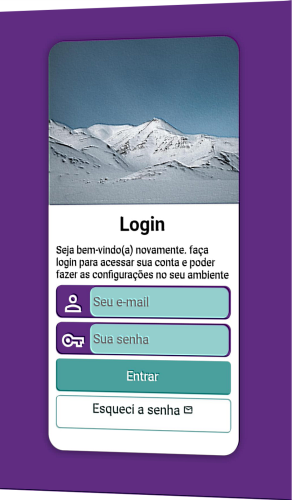 Login
Seja bem-vindo(a) novamente. faça
login para acessar sua conta e poder
fazer as configurações no seu ambiente
Seu e-mail
Sua senha
Entrar
Esqueci a senha